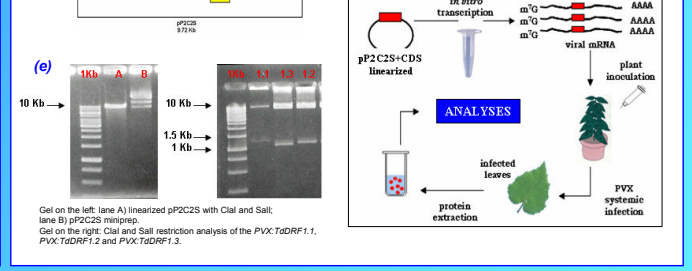 pP2C2S
9.72 Kb
(e)
1Kb A B
10 Kb
1Kb 1.1 1.3 1.2
10 Kb
1.5 Kb
1 Kb
Gel on the left: lane A) linearized pP2C2S with ClaI and SalI;
lane B) pP2C2S miniprep.
Gel on the right: ClaI and SalI restriction analysis of the PVX:TdDRF1.1,
PVX:TdDRF1.2 and PVX:TdDRF1.3.
in vitro
transcription
m⁷G AAAA
m⁷G AAAA
m⁷G AAAA
viral mRNA
pP2C2S+CDS
linearized
plant
inoculation
ANALYSES
infected
leaves
protein
extraction
PVX
systemic
infection